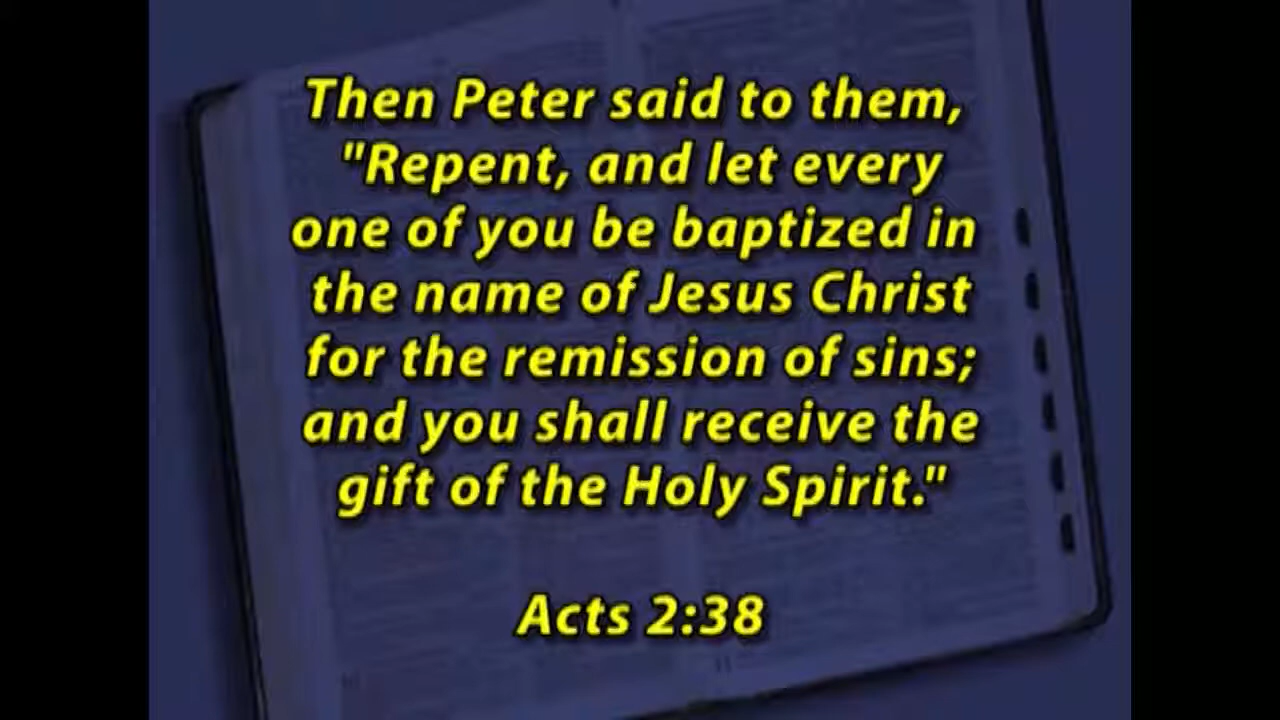 Then Peter said to them,
"Repent, and let every
one of you be baptized in
the name of Jesus Christ
for the remission of sins;
and you shall receive the
gift of the Holy Spirit."
Acts 2:38